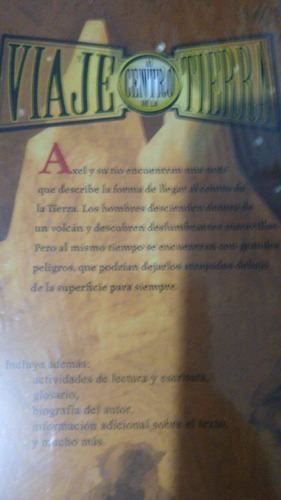 VIAJE AL CENTRO DE LA TIERRA
Axel y su tío encuentran una nota
que describe la forma de llegar al centro de
la Tierra. Los hombres descienden dentro de
un volcán y descubren deslumbrantes maravillas.
Pero al mismo tiempo se encuentran con grandes
peligros, que podrían dejarlos atrapados debajo
de la superficie para siempre.
Incluye además:
actividades de lectura y escritura,
glosario,
biografía del autor,
información adicional sobre el texto,
y mucho más.